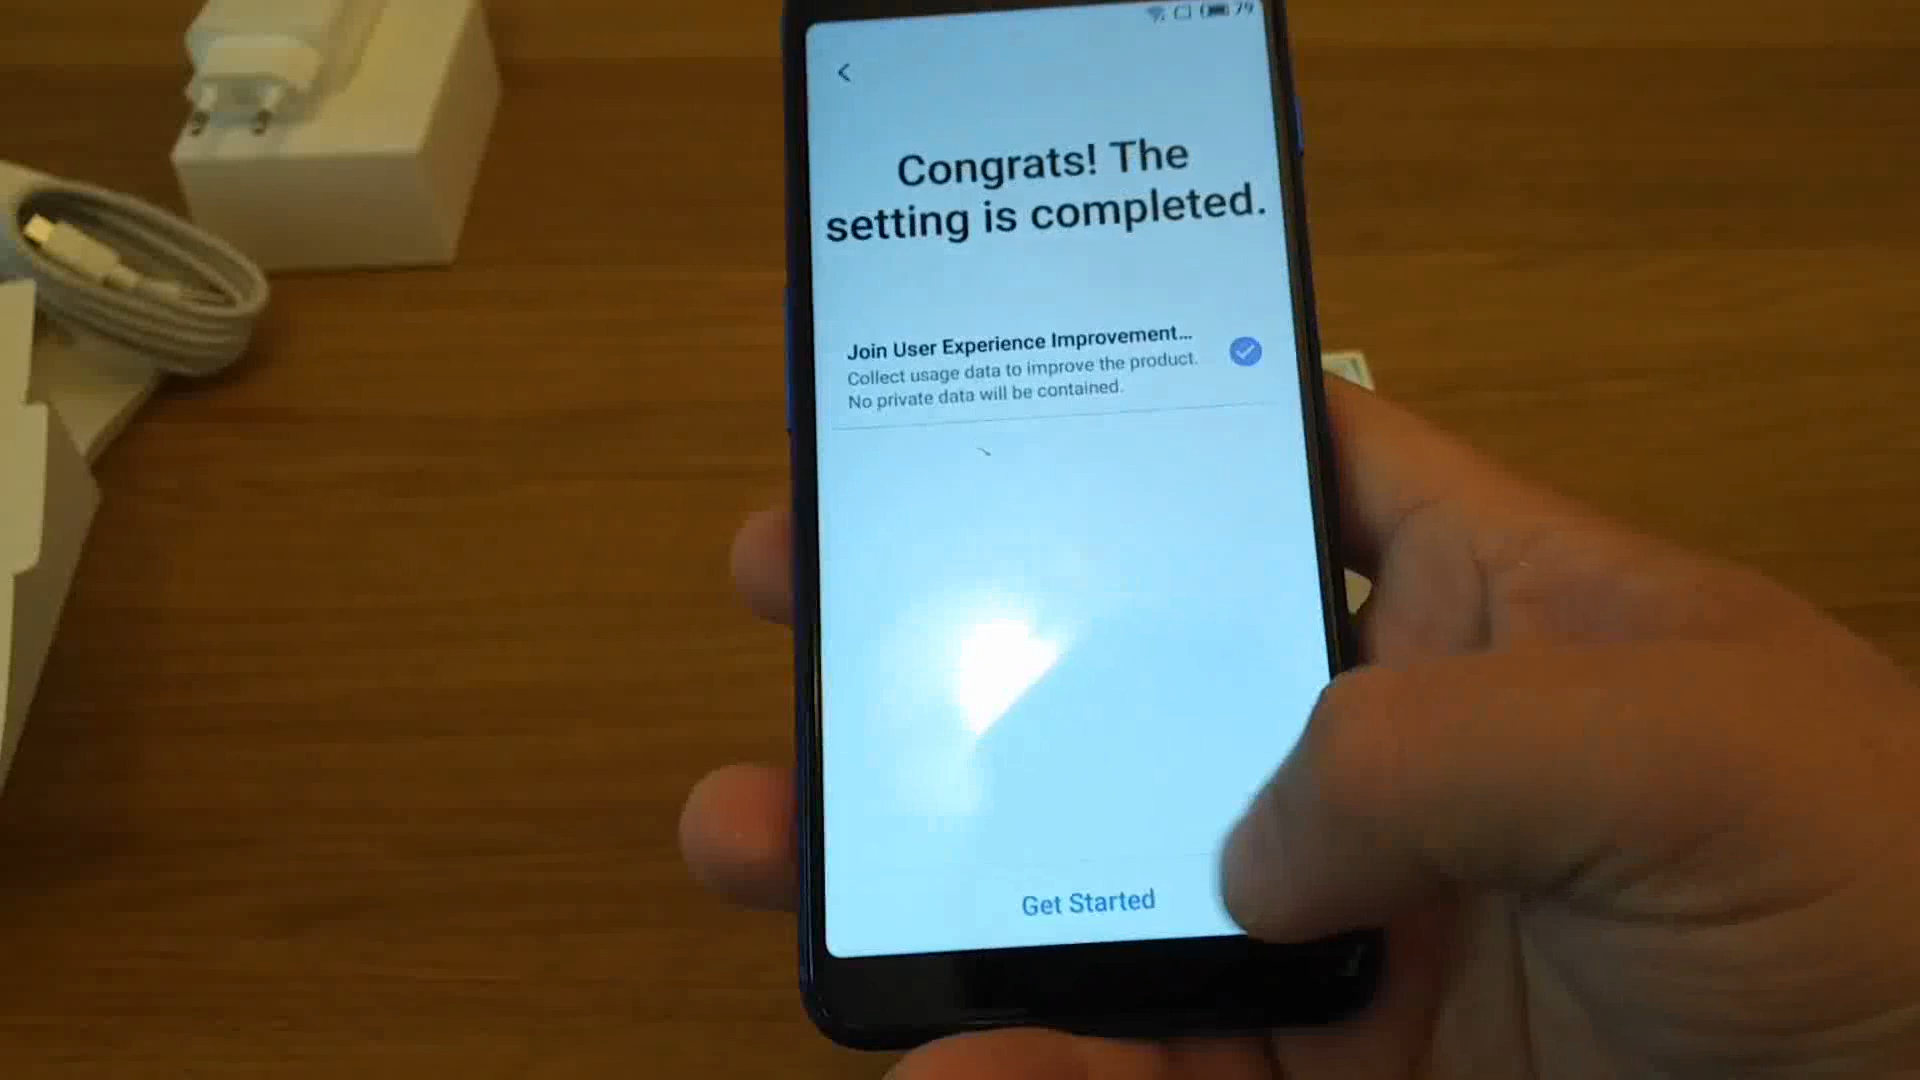 79
Congrats! The
setting is completed.
Join User Experience Improvement...
Collect usage data to improve the product.
No private data will be contained.
Get Started